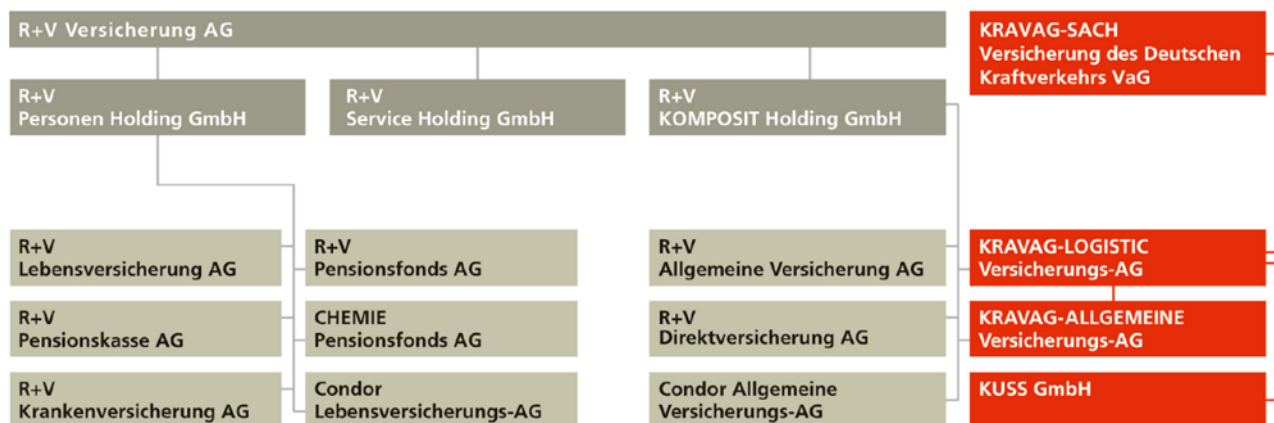 R+V Versicherung AG
KRAVAG-SACH
Versicherung des Deutschen
Kraftverkehrs VaG
R+V
Personen Holding GmbH
R+V
Service Holding GmbH
R+V
KOMPOSIT Holding GmbH
R+V
Lebensversicherung AG
R+V
Pensionsfonds AG
R+V
Allgemeine Versicherung AG
KRAVAG-LOGISTIC
Versicherungs-AG
R+V
Pensionskasse AG
CHEMIE
Pensionsfonds AG
R+V
Direktversicherung AG
KRAVAG-ALLGEMEINE
Versicherungs-AG
R+V
Krankenversicherung AG
Condor
Lebensversicherungs-AG
Condor Allgemeine
Versicherungs-AG
KUSS GmbH